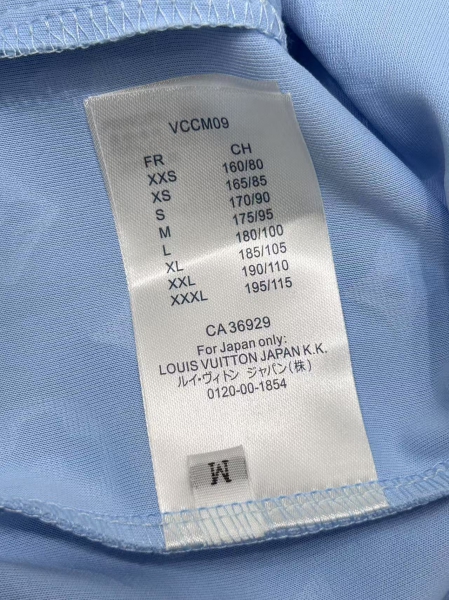 VCCM09
FR CH
XXS 160/80
XS 165/85
S 170/90
M 175/95
L 180/100
XL 185/105
XXL 190/110
XXXL 195/115
CA 36929
For Japan only:
LOUIS VUITTON JAPAN K.K.
ルイ・ヴィトン ジャパン(株)
0120-00-1854
M